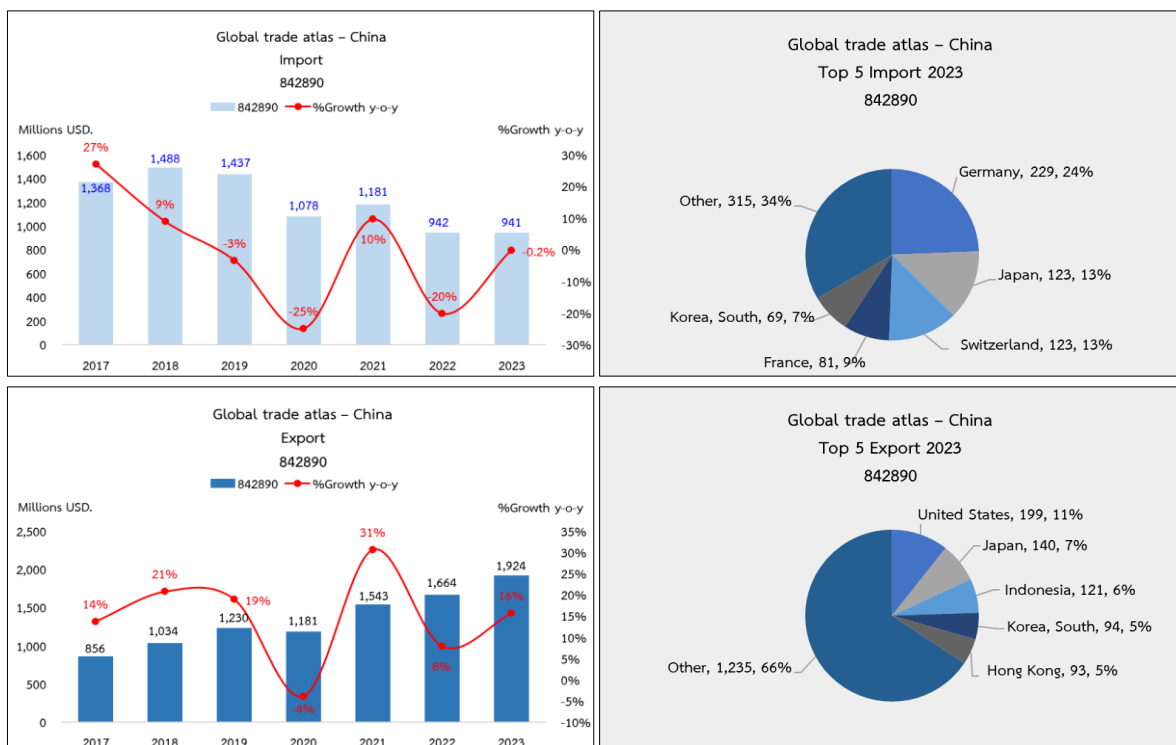 Global trade atlas – China
Import
842890
842890 %Growth y-o-y
Millions USD. %Growth y-o-y
1,600
1,400
1,200
1,000
800
600
400
200
0
27%
9%
-3%
-25%
10%
-20%
-0.2%
1,368
1,488
1,437
1,078
1,181
942
941
30%
20%
10%
0%
-10%
-20%
-30%
2017 2018 2019 2020 2021 2022 2023
Global trade atlas – China
Top 5 Import 2023
842890
Germany, 229, 24%
Japan, 123, 13%
Switzerland, 123, 13%
France, 81, 9%
Korea, South, 69, 7%
Other, 315, 34%
Global trade atlas – China
Export
842890
842890 %Growth y-o-y
Millions USD. %Growth y-o-y
2,500
2,000
1,500
1,000
500
0
14%
21%
19%
-4%
31%
8%
16%
856
1,034
1,230
1,181
1,543
1,664
1,924
35%
30%
25%
20%
15%
10%
5%
0%
-5%
-10%
2017 2018 2019 2020 2021 2022 2023
Global trade atlas – China
Top 5 Export 2023
842890
United States, 199, 11%
Japan, 140, 7%
Indonesia, 121, 6%
Korea, South, 94, 5%
Hong Kong, 93, 5%
Other, 1,235, 66%